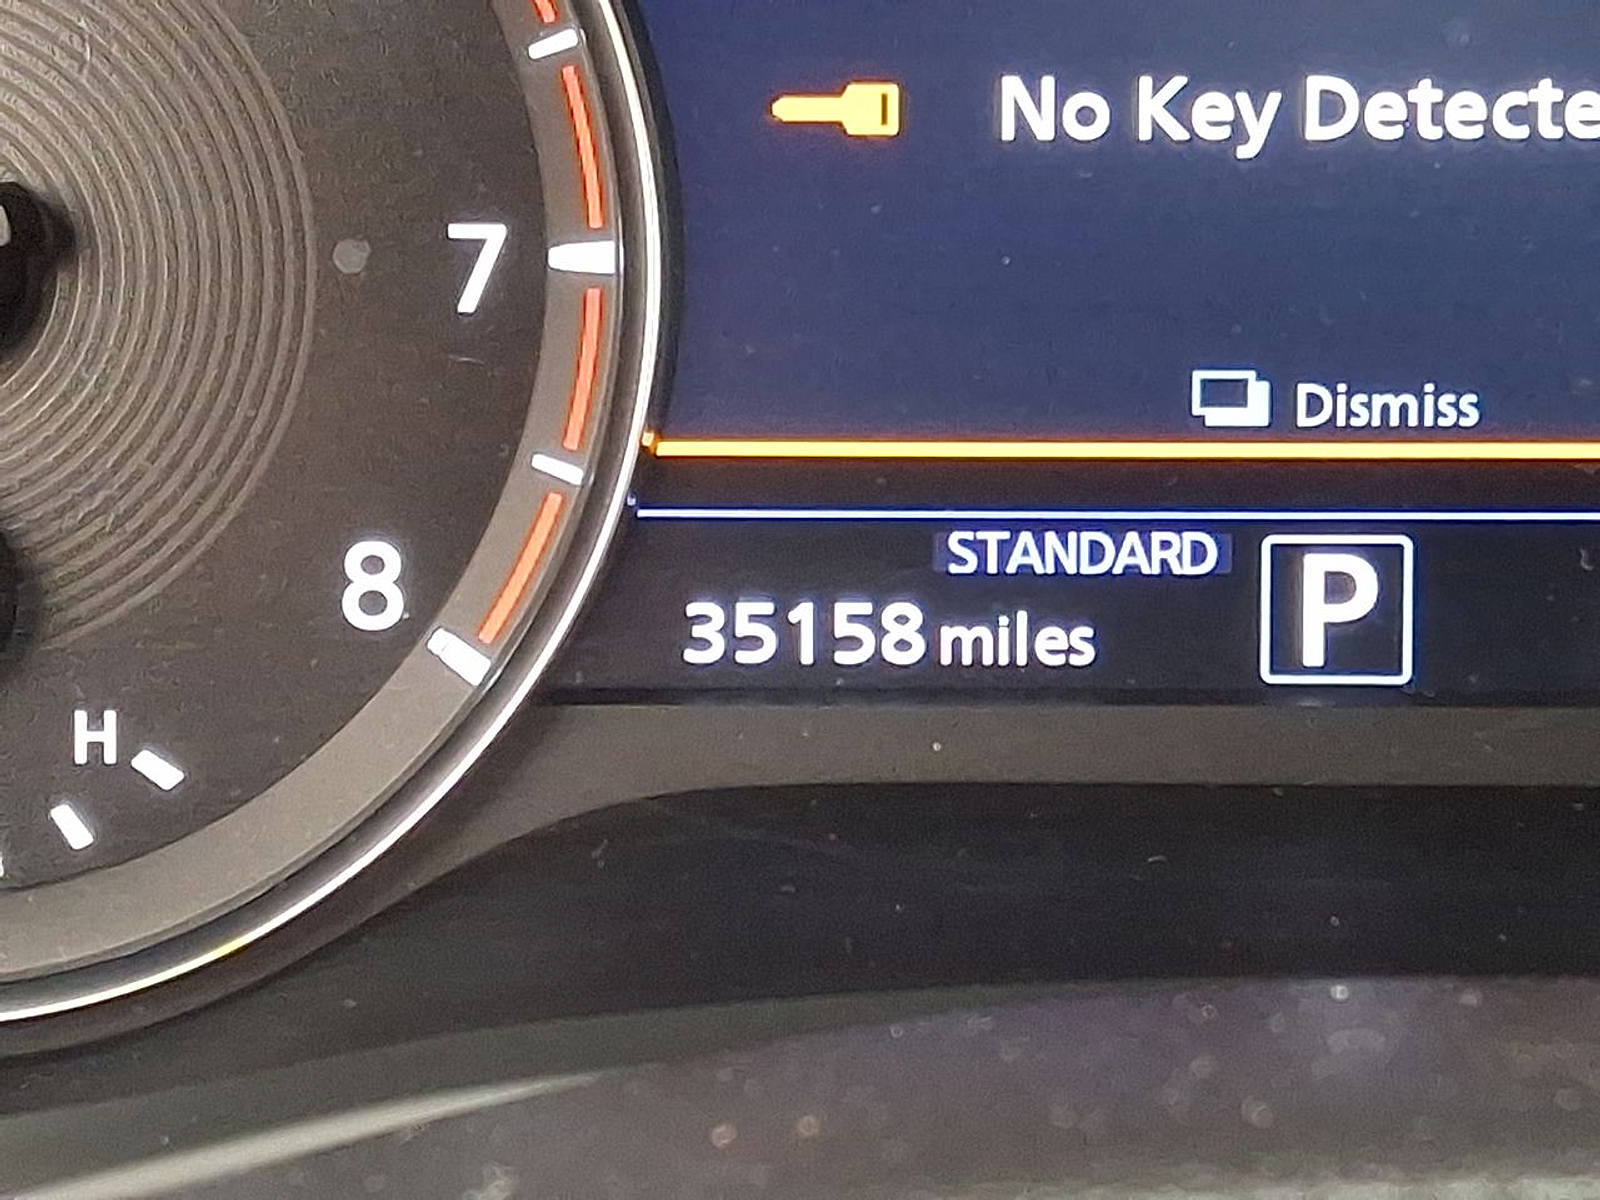 No Key Detecte
7
Dismiss
STANDARD
P
8
35158 miles
H